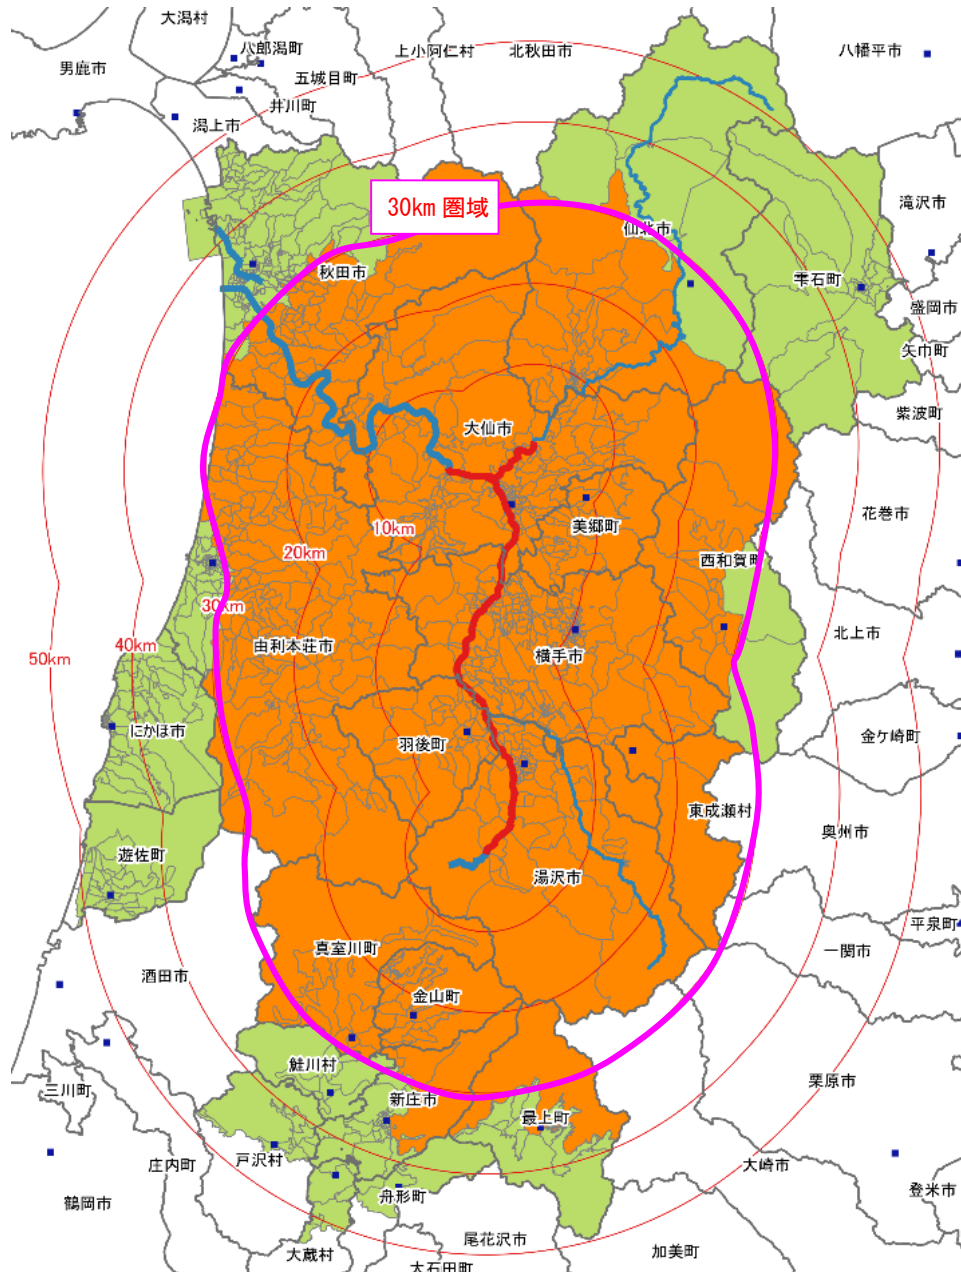 大潟村
八郎潟町
上小阿仁村
北秋田市
八幡平市
男鹿市
五城目町
井川町
潟上市
滝沢市
30km 圏域
仙北市
秋田市
雫石町
盛岡市
矢巾町
紫波町
大仙市
花巻市
10km
美郷町
20km
西和賀町
30km
北上市
40km
由利本荘市
横手市
50km
にかほ市
羽後町
金ケ崎町
東成瀬村
奥州市
遊佐町
湯沢市
平泉町
真室川町
一関市
酒田市
金山町
鮭川村
栗原市
三川町
新庄市
最上町
戸沢村
庄内町
大崎市
登米市
鶴岡市
舟形町
尾花沢市
大蔵村
加美町
大石田町